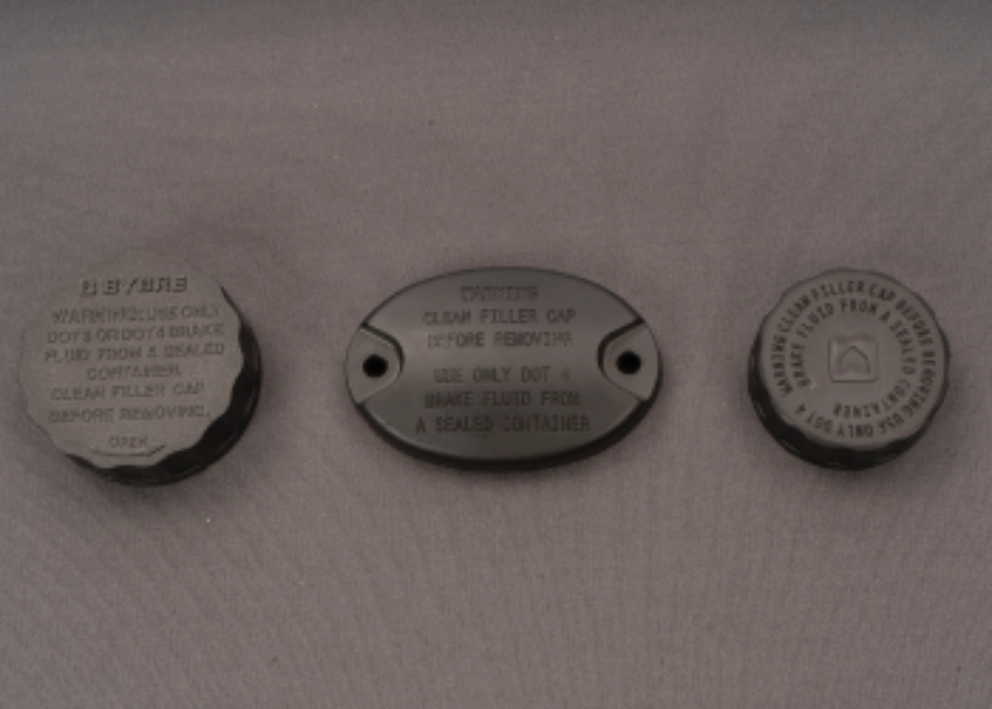 BYBRE
WARNING: USE ONLY
DOT3 OR DOT4 BRAKE
FLUID FROM A SEALED
CONTAINER.
CLEAN FILLER CAP
BEFORE REMOVING.
OPEN
WARNING
CLEAN FILLER CAP
BEFORE REMOVING
USE ONLY DOT 4
BRAKE FLUID FROM
A SEALED CONTAINER
WARNING CLEAN FILLER CAP BEFORE REMOVING USE ONLY DOT 4
BRAKE FLUID FROM A SEALED CONTAINER